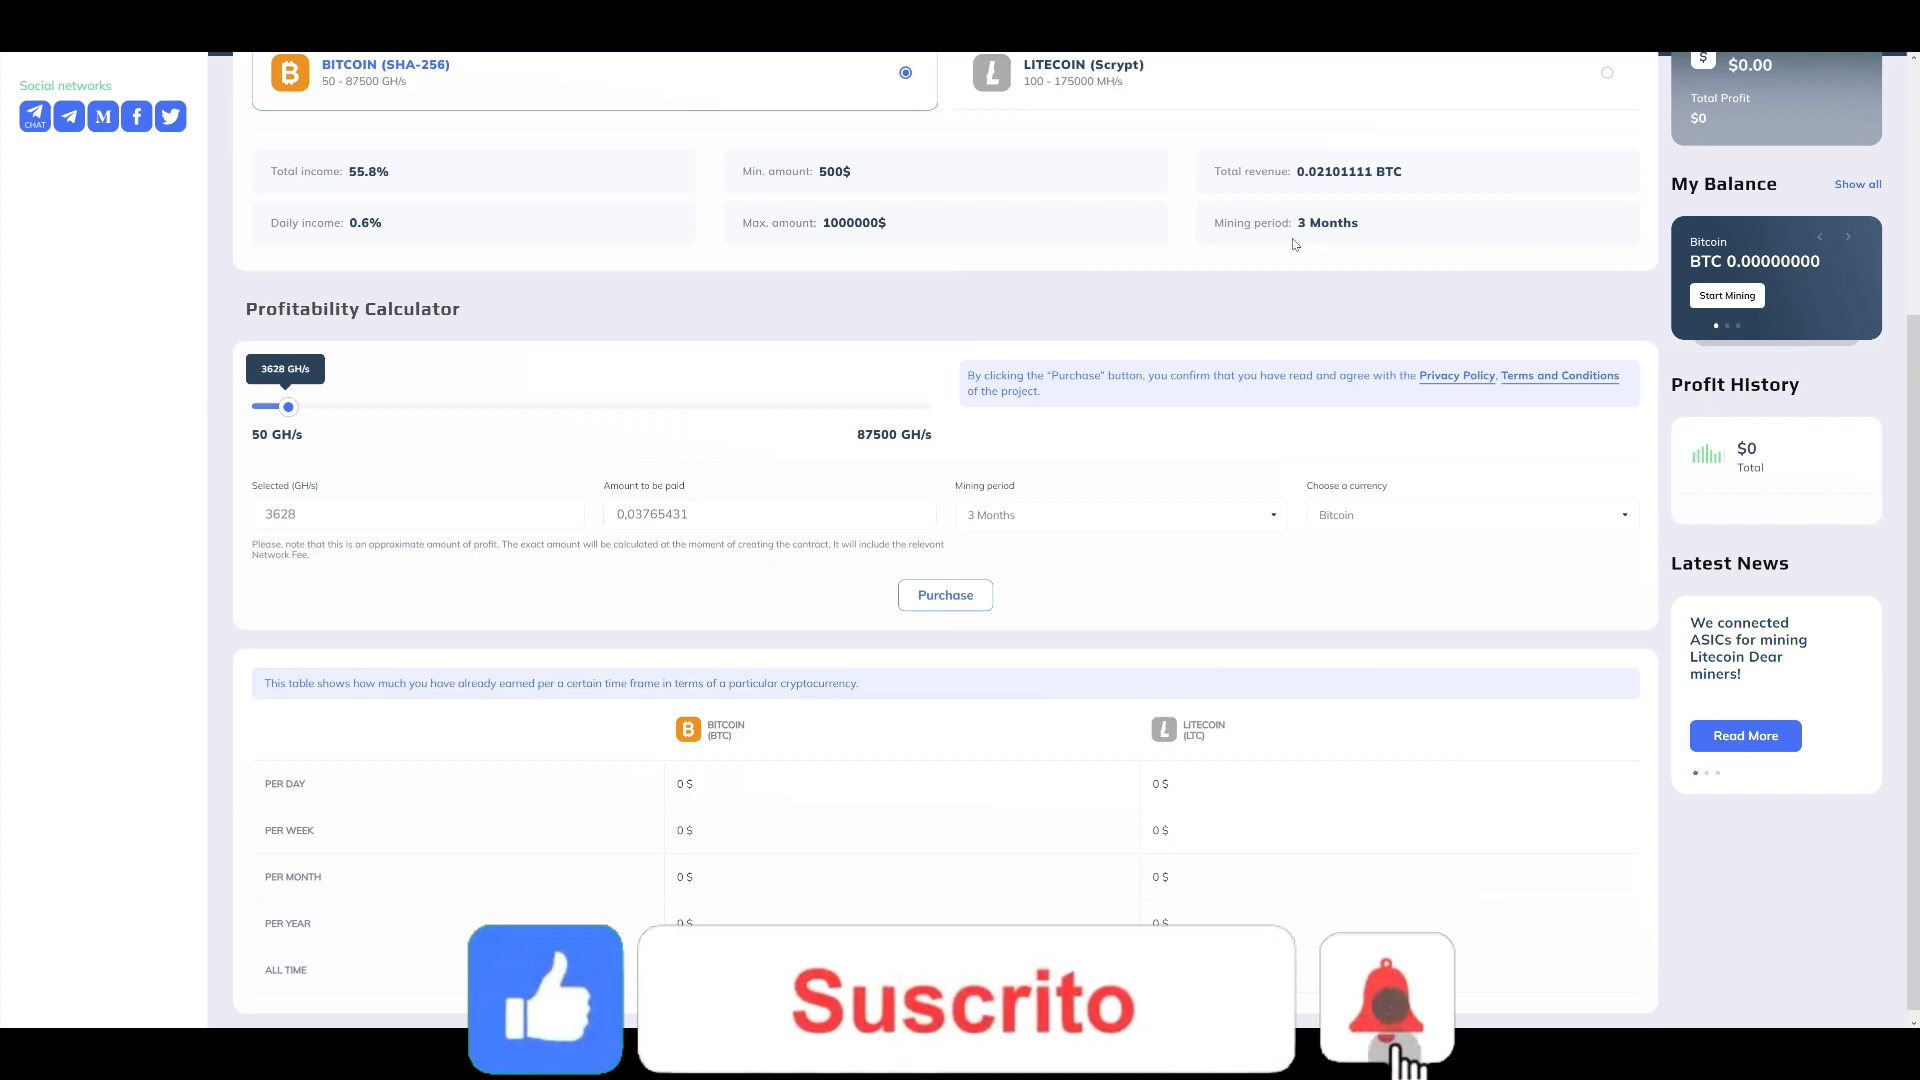 Social networks
CHAT
M
BITCOIN (SHA-256)
50 - 87500 GH/s
LITECOIN (Scrypt)
100 - 175000 MH/s
Total income: 55.8%
Min. amount: 500$
Total revenue: 0.02101111 BTC
Daily income: 0.6%
Max. amount: 1000000$
Mining period: 3 Months
Profitability Calculator
3628 GH/s
50 GH/s
87500 GH/s
By clicking the “Purchase” button, you confirm that you have read and agree with the Privacy Policy, Terms and Conditions
of the project.
Selected (GH/s)
Amount to be paid
Mining period
Choose a currency
3628
0,03765431
3 Months
Bitcoin
Please, note that this is an approximate amount of profit. The exact amount will be calculated at the moment of creating the contract. It will include the relevant
Network Fee.
Purchase
This table shows how much you have already earned per a certain time frame in terms of a particular cryptocurrency.
BITCOIN
(BTC)
LITECOIN
(LTC)
PER DAY
0 $
0 $
PER WEEK
0 $
0 $
PER MONTH
0 $
0 $
PER YEAR
0 $
0 $
ALL TIME
Suscrito
$
$0.00
Total Profit
$0
My Balance
Show all
Bitcoin
BTC 0.00000000
Start Mining
Profit History
$0
Total
Latest News
We connected
ASICs for mining
Litecoin Dear
miners!
Read More